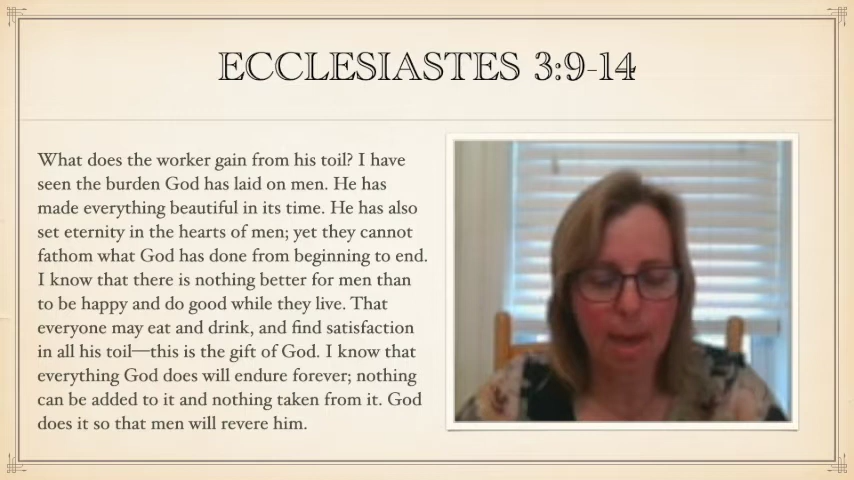 ECCLESIASTES 3:9-14
What does the worker gain from his toil? I have
seen the burden God has laid on men. He has
made everything beautiful in its time. He has also
set eternity in the hearts of men; yet they cannot
fathom what God has done from beginning to end.
I know that there is nothing better for men than
to be happy and do good while they live. That
everyone may eat and drink, and find satisfaction
in all his toil—this is the gift of God. I know that
everything God does will endure forever; nothing
can be added to it and nothing taken from it. God
does it so that men will revere him.